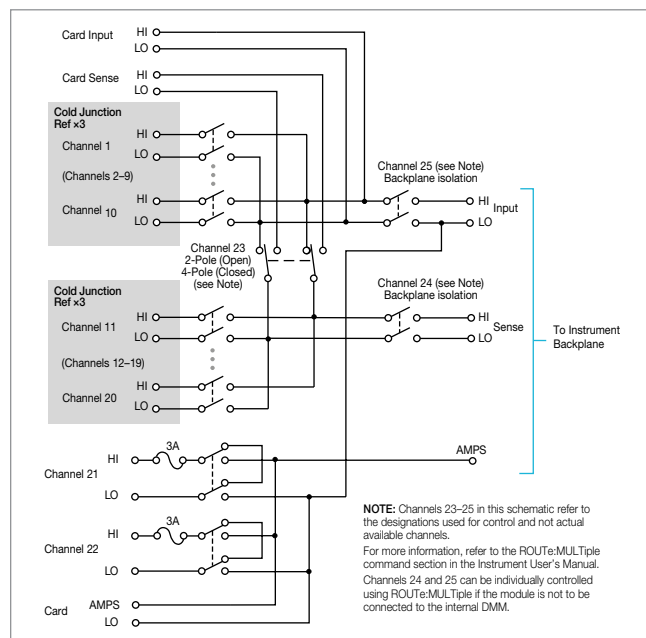 Card Input
HI
LO
Card Sense
HI
LO
Cold Junction
Ref ×3
HI
Channel 1
LO
(Channels 2–9)
HI
Channel 10
LO
Channel 25 (see Note)
Backplane isolation
HI
Input
LO
Channel 23
2-Pole (Open)
4-Pole (Closed)
(see Note)
Cold Junction
Ref ×3
HI
Channel 11
LO
(Channels 12–19)
HI
Channel 20
LO
Channel 24 (see Note)
Backplane isolation
HI
Sense
LO
To Instrument
Backplane
3A
HI
Channel 21
LO
AMPS
3A
HI
Channel 22
LO
AMPS
Card
LO
NOTE: Channels 23–25 in this schematic refer to
the designations used for control and not actual
available channels.
For more information, refer to the ROUTe:MULTiple
command section in the Instrument User's Manual.
Channels 24 and 25 can be individually controlled
using ROUTe:MULTiple if the module is not to be
connected to the internal DMM.